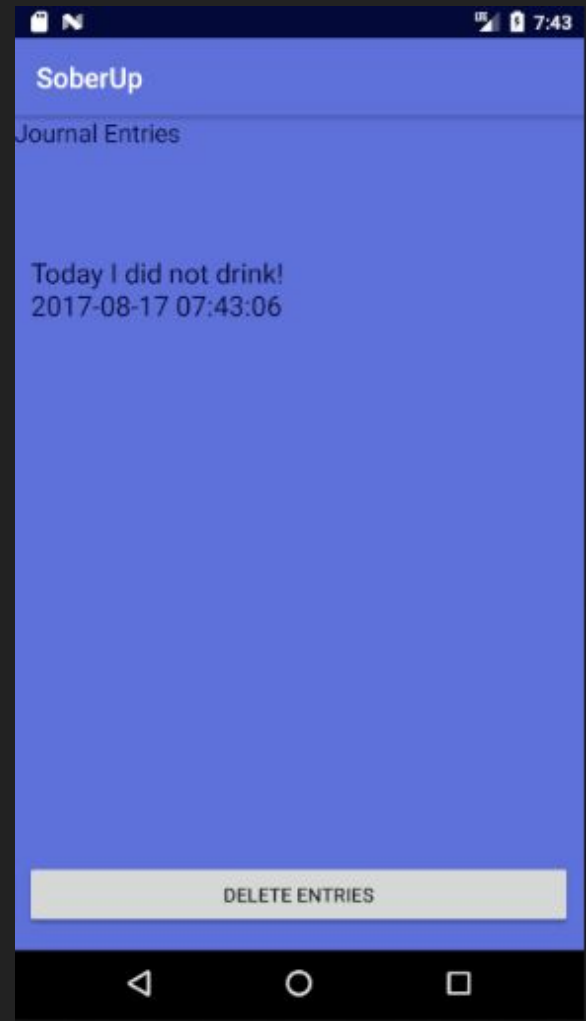 7:43
SoberUp
Journal Entries
Today I did not drink!
2017-08-17 07:43:06
DELETE ENTRIES